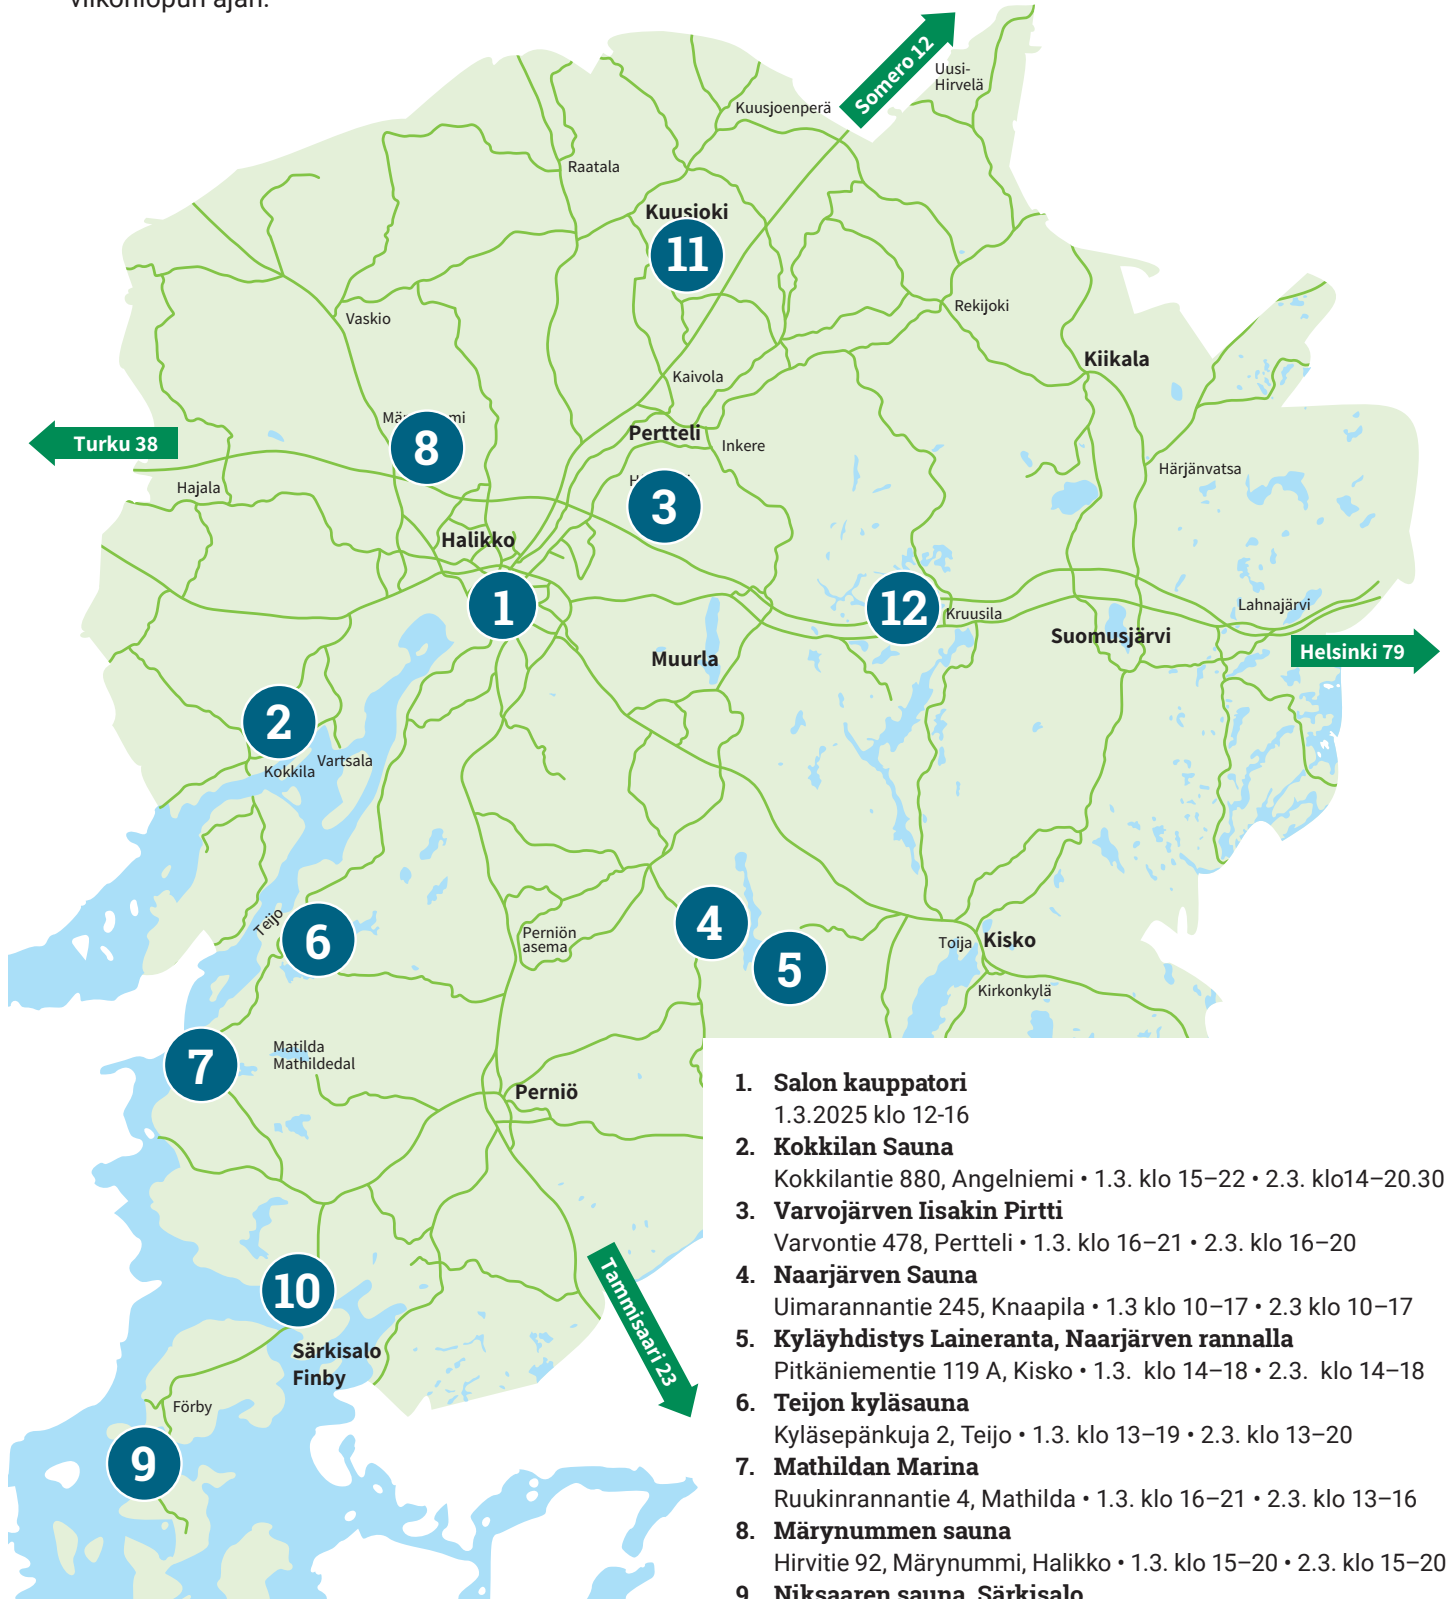 viikonlopun ajan.
Somero 12
Uusi-
Hirvelä
Kuusjoenperä
Raatala
Kuusjoki
11
Vaskio
Rekijoki
Kiikala
Kaivola
Turku 38
8
Pertteli
Inkere
Härjänvatsa
Hajala
3
Halikko
1
12
Kruusila
Lahnajärvi
Suomusjärvi
Helsinki 79
Muurla
2
Vartsala
Kokkila
Teijo
6
4
Perniön
asema
5
Toija
Kisko
Kirkonkylä
7
Matilda
Mathildedal
Perniö
10
Särkisalo
Finby
Tammisaari 23
Förby
9
1. Salon kauppatori
1.3.2025 klo 12-16
2. Kokkilan Sauna
Kokkilantie 880, Angelniemi • 1.3. klo 15–22 • 2.3. klo14–20.30
3. Varvojärven Iisakin Pirtti
Varvontie 478, Pertteli • 1.3. klo 16–21 • 2.3. klo 16–20
4. Naarjärven Sauna
Uimarannantie 245, Knaapila • 1.3 klo 10–17 • 2.3 klo 10–17
5. Kyläyhdistys Laineranta, Naarjärven rannalla
Pitkäniementie 119 A, Kisko • 1.3. klo 14–18 • 2.3. klo 14–18
6. Teijon kyläsauna
Kyläsepänkuja 2, Teijo • 1.3. klo 13–19 • 2.3. klo 13–20
7. Mathildan Marina
Ruukinrannantie 4, Mathilda • 1.3. klo 16–21 • 2.3. klo 13–16
8. Märynummen sauna
Hirvitie 92, Märynummi, Halikko • 1.3. klo 15–20 • 2.3. klo 15–20
9. Niksaaren sauna, Särkisalo